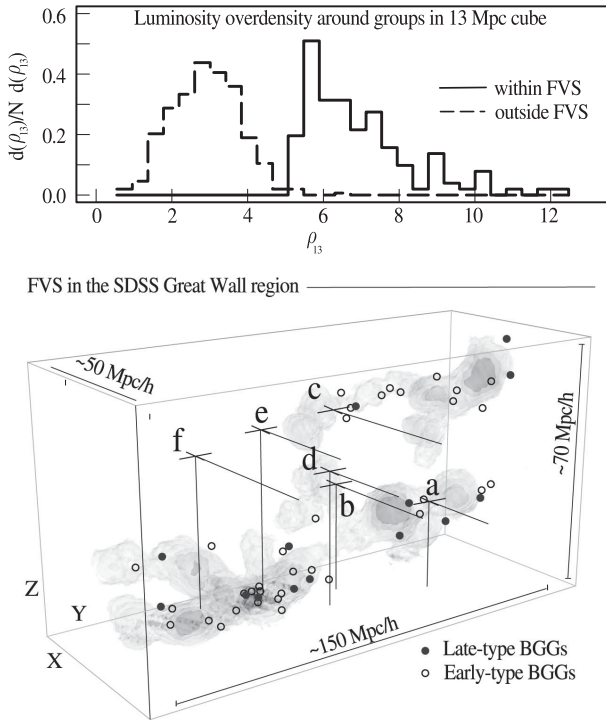 Luminosity overdensity around groups in 13 Mpc cube
0.6
0.4
0.2
0.0
d(ρ₁₃)/N d(ρ₁₃)
within FVS
outside FVS
0 2 4 6 8 10 12
ρ₁₃
FVS in the SDSS Great Wall region
~50 Mpc/h
~70 Mpc/h
c
e
f
d
b
a
Z
Y
X
~150 Mpc/h
Late-type BGGs
Early-type BGGs